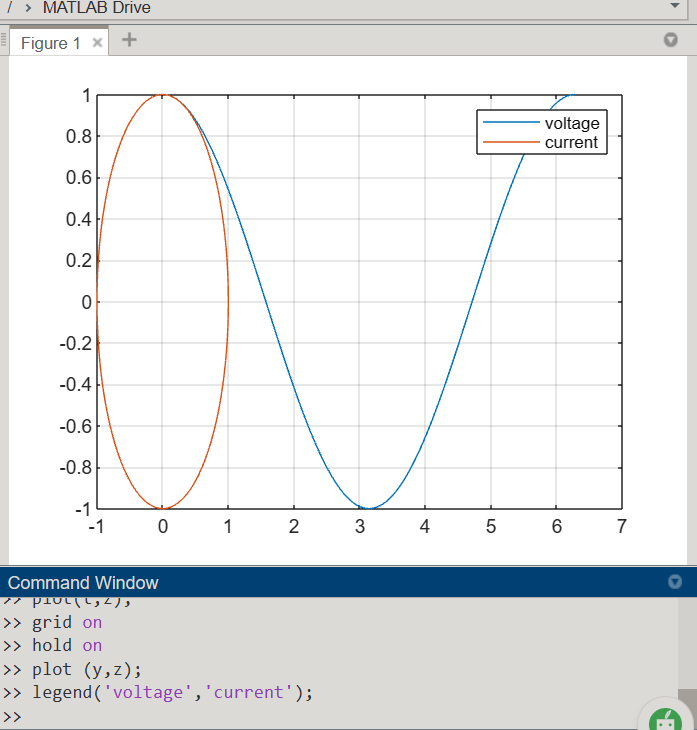 / › MATLAB Drive
Figure 1 × +
voltage
current
1
0.8
0.6
0.4
0.2
0
-0.2
-0.4
-0.6
-0.8
-1
-1 0 1 2 3 4 5 6 7
Command Window
>> plot(t,z);
>> grid on
>> hold on
>> plot (y,z);
>> legend('voltage','current');
>>